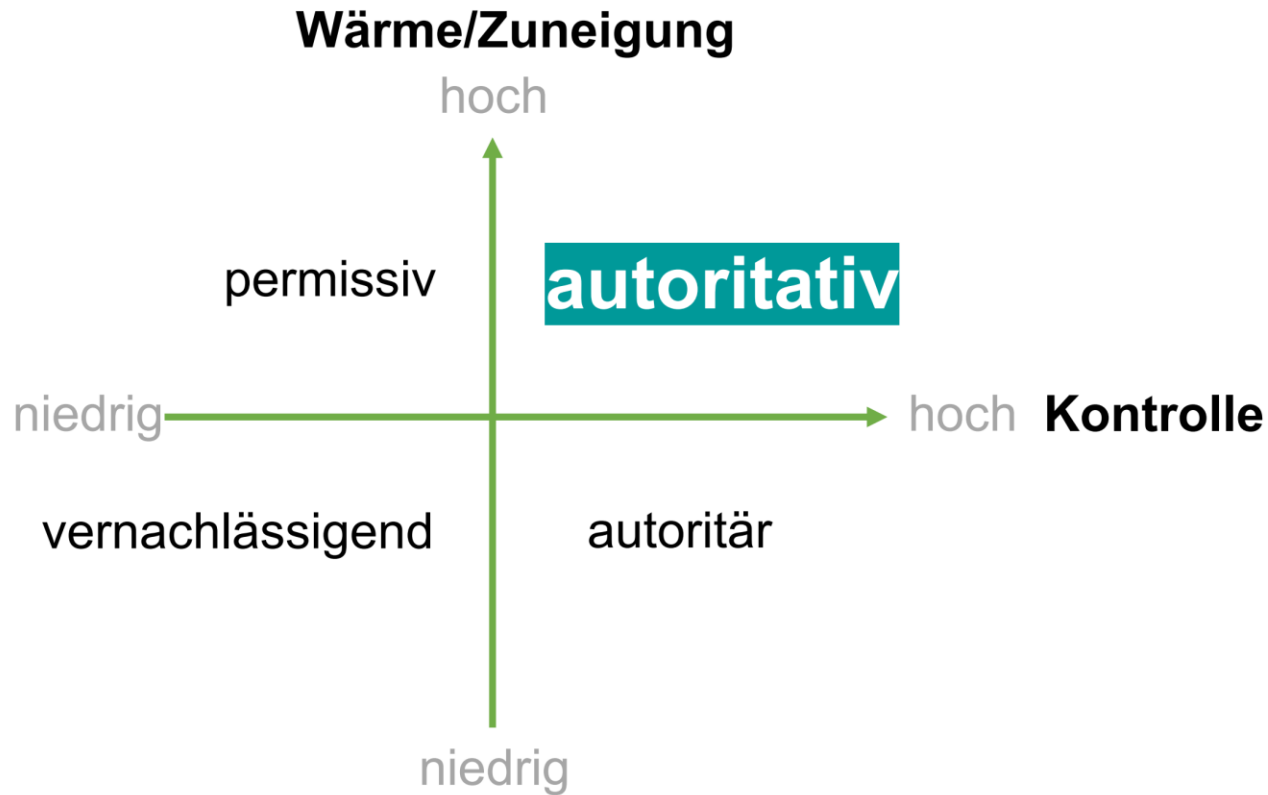 Wärme/Zuneigung
hoch
permissiv autoritativ
niedrig hoch Kontrolle
vernachlässigend autoritär
niedrig